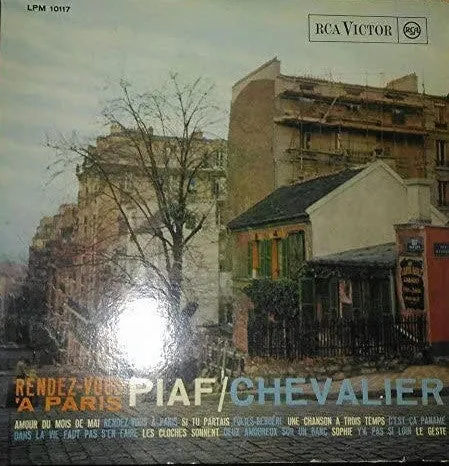 LPM 10117
RCA VICTOR RCA
RENDEZ-VOUS
A PARIS
PIAF/CHEVALIER
AMOUR DU MOIS DE MAI RENDEZ-VOUS A PARIS SI TU PARTAIS FOLIES-BERGERE UNE CHANSON A TROIS TEMPS C'EST ÇA PANAME
DANS LA VIE FAUT PAS S'EN FAIRE LES CLOCHES SONNENT DEUX AMOUREUX SUR UN BANC SOPHIE Y'A PAS SI LOIN LE GESTE